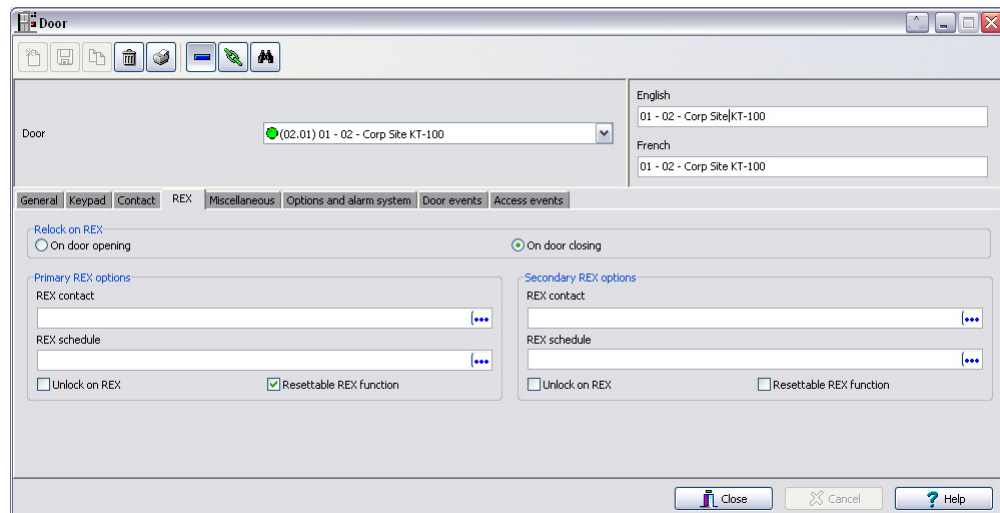 Door
English
01 - 02 - Corp Site KT-100
Door
(02.01) 01 - 02 - Corp Site KT-100
French
01 - 02 - Corp Site KT-100
General Keypad Contact REX Miscellaneous Options and alarm system Door events Access events
Relock on REX
On door opening On door closing
Primary REX options
REX contact
REX schedule
Unlock on REX Resettable REX function
Secondary REX options
REX contact
REX schedule
Unlock on REX Resettable REX function
Close Cancel Help